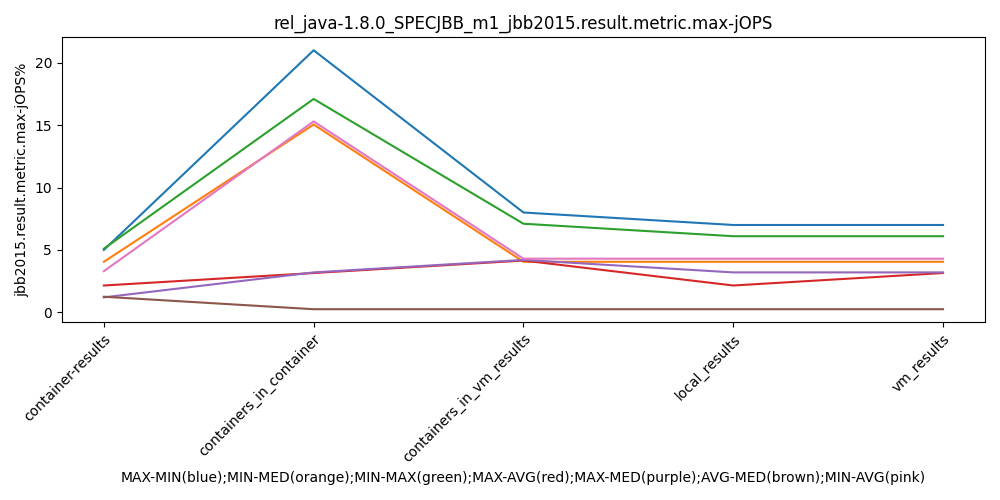 rel_java-1.8.0_SPECJBB_m1_jbb2015.result.metric.max-jOPS
jbb2015.result.metric.max-jOPS%
20
15
10
5
0
container-results
containers_in_container
containers_in_vm_results
local_results
vm_results
MAX-MIN(blue);MIN-MED(orange);MIN-MAX(green);MAX-AVG(red);MAX-MED(purple);AVG-MED(brown);MIN-AVG(pink)